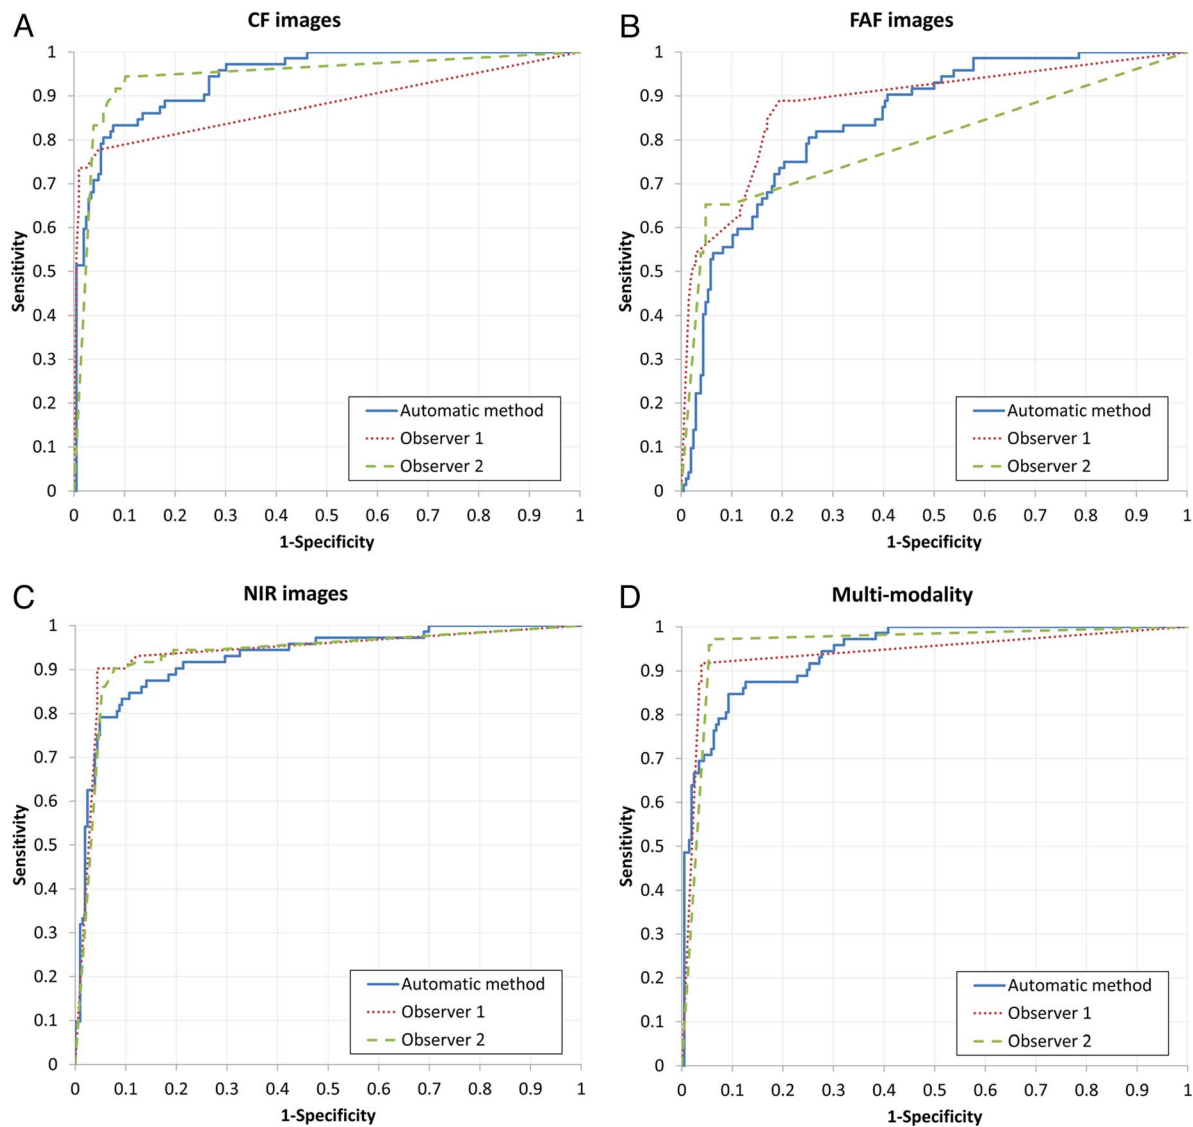 A
CF images
1
0.9
0.8
0.7
0.6
0.5
0.4
0.3
0.2
0.1
0
Sensitivity
Automatic method
Observer 1
Observer 2
0 0.1 0.2 0.3 0.4 0.5 0.6 0.7 0.8 0.9 1
1-Specificity
B
FAF images
1
0.9
0.8
0.7
0.6
0.5
0.4
0.3
0.2
0.1
0
Sensitivity
Automatic method
Observer 1
Observer 2
0 0.1 0.2 0.3 0.4 0.5 0.6 0.7 0.8 0.9 1
1-Specificity
C
NIR images
1
0.9
0.8
0.7
0.6
0.5
0.4
0.3
0.2
0.1
0
Sensitivity
Automatic method
Observer 1
Observer 2
0 0.1 0.2 0.3 0.4 0.5 0.6 0.7 0.8 0.9 1
1-Specificity
D
Multi-modality
1
0.9
0.8
0.7
0.6
0.5
0.4
0.3
0.2
0.1
0
Sensitivity
Automatic method
Observer 1
Observer 2
0 0.1 0.2 0.3 0.4 0.5 0.6 0.7 0.8 0.9 1
1-Specificity